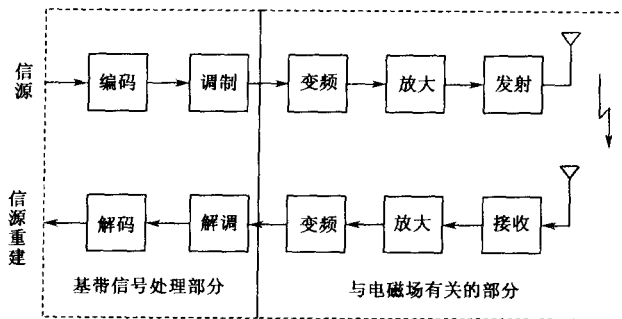 信源
编码
调制
变频
放大
发射
信源重建
解码
解调
变频
放大
接收
基带信号处理部分
与电磁场有关的部分